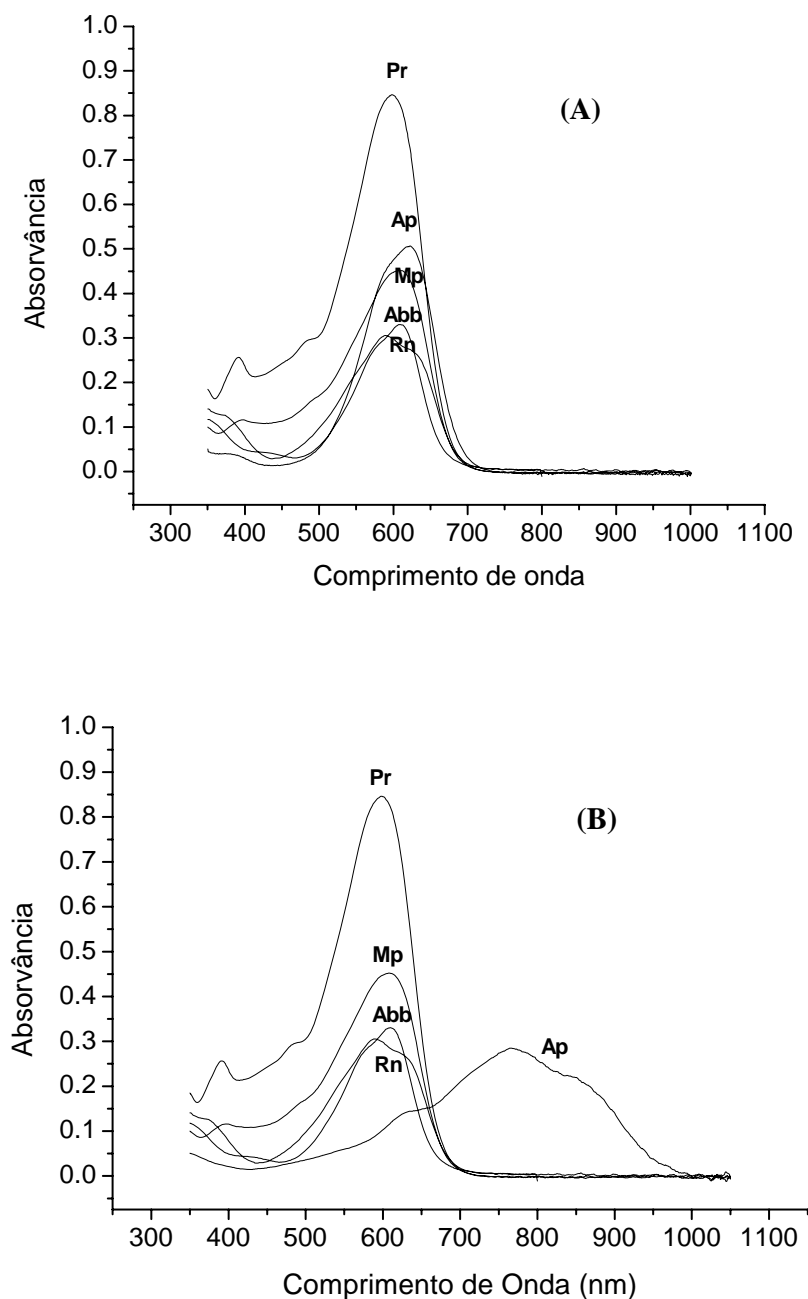 1.0
0.9
0.8
0.7
0.6
0.5
0.4
0.3
0.2
0.1
0.0
Absorvância
Pr
(A)
Ap
Mp
Abb
Rn
300 400 500 600 700 800 900 1000 1100
Comprimento de onda
1.0
0.9
0.8
0.7
0.6
0.5
0.4
0.3
0.2
0.1
0.0
Absorvância
Pr
(B)
Mp
Abb
Ap
Rn
300 400 500 600 700 800 900 1000 1100
Comprimento de Onda (nm)